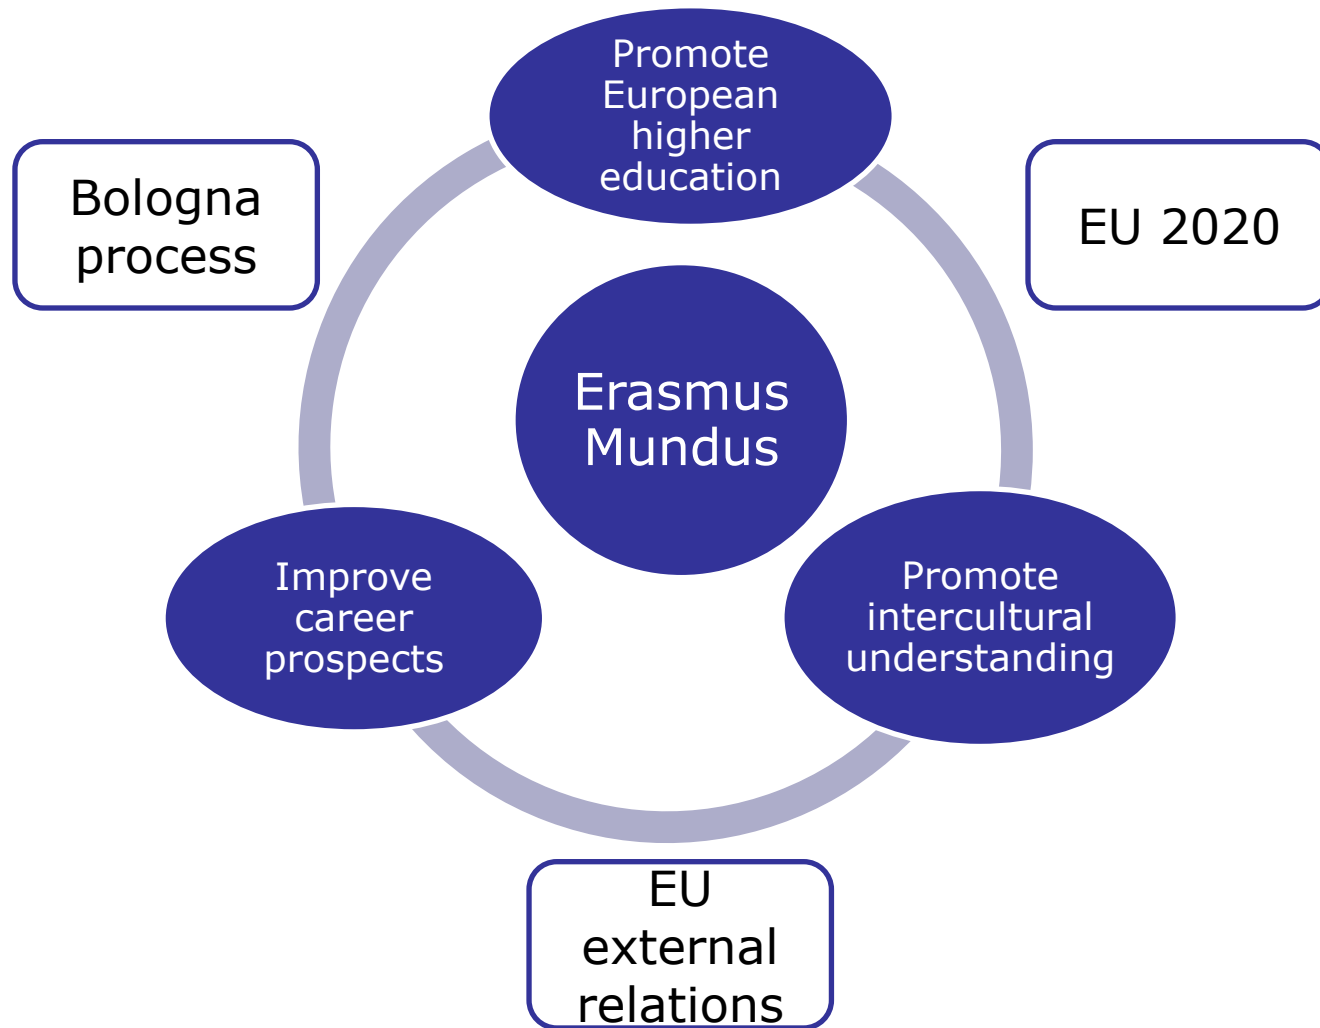 Promote
European
higher
education
Bologna
process
EU 2020
Erasmus
Mundus
Improve
career
prospects
Promote
intercultural
understanding
EU
external
relations